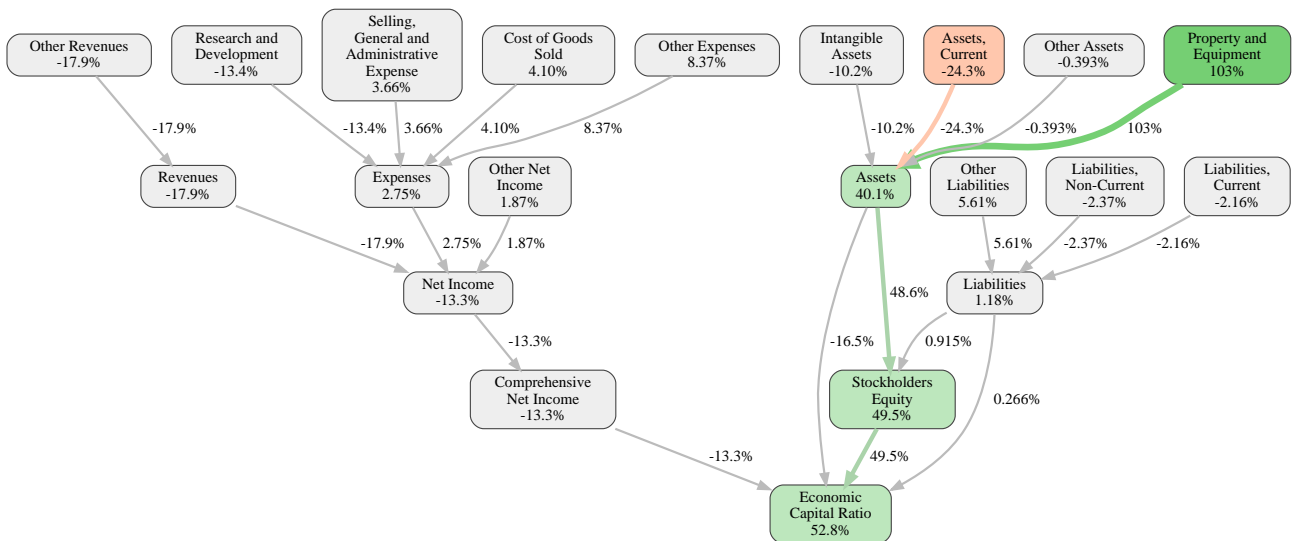 Other Revenues
-17.9%
Research and
Development
-13.4%
Selling,
General and
Administrative
Expense
3.66%
Cost of Goods
Sold
4.10%
Other Expenses
8.37%
Intangible
Assets
-10.2%
Assets,
Current
-24.3%
Other Assets
-0.393%
Property and
Equipment
103%
-17.9%
-13.4%
3.66%
4.10%
8.37%
-10.2%
-24.3%
-0.393%
103%
Revenues
-17.9%
Expenses
2.75%
Other Net
Income
1.87%
Assets
40.1%
Other
Liabilities
5.61%
Liabilities,
Non-Current
-2.37%
Liabilities,
Current
-2.16%
-17.9%
2.75%
1.87%
5.61%
-2.37%
-2.16%
Net Income
-13.3%
48.6%
Liabilities
1.18%
-13.3%
-16.5%
0.915%
Comprehensive
Net Income
-13.3%
Stockholders
Equity
49.5%
0.266%
-13.3%
49.5%
Economic
Capital Ratio
52.8%